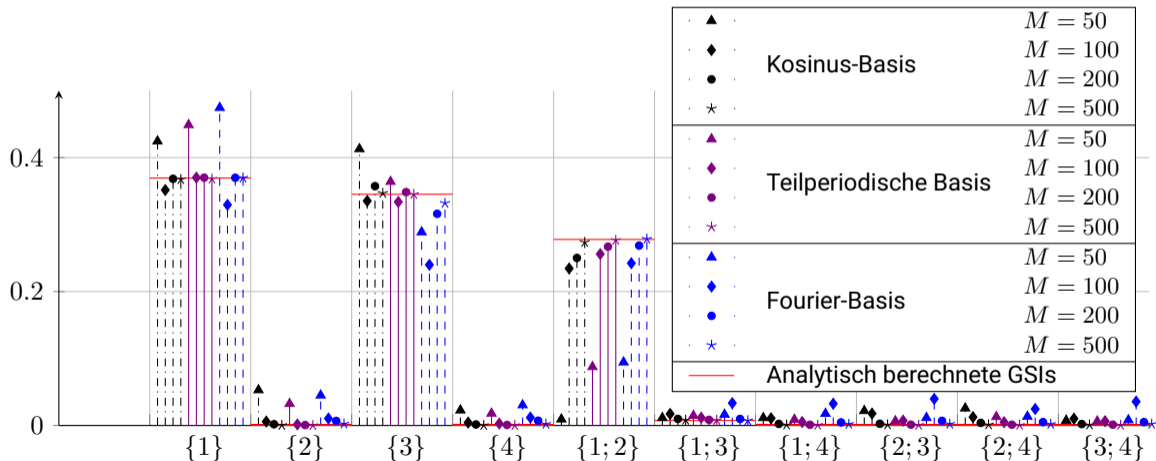 M = 50
Kosinus-Basis
M = 100
M = 200
M = 500
M = 50
Teilperiodische Basis
M = 100
M = 200
M = 500
M = 50
Fourier-Basis
M = 100
M = 200
M = 500
Analytisch berechnete GSIs
0.4
0.2
0
{1} {2} {3} {4} {1; 2} {1; 3} {1; 4} {2; 3} {2; 4} {3; 4}